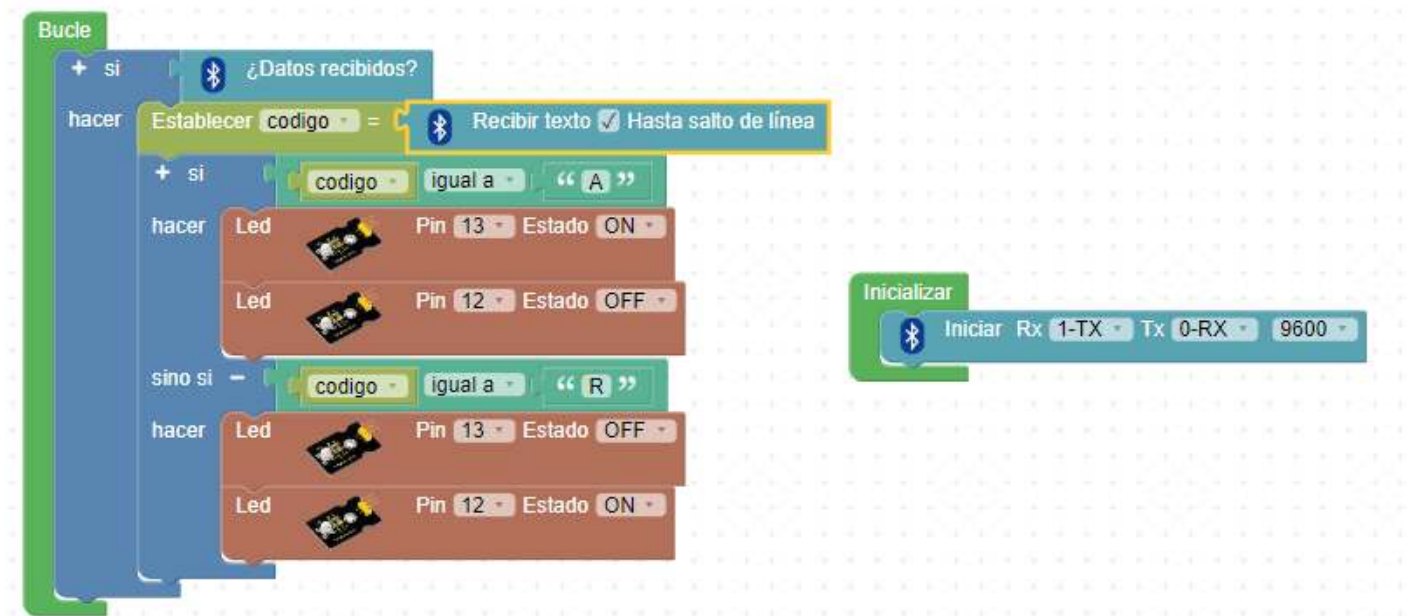 Bucle
+ si ¿Datos recibidos?
hacer Establecer codigo = Recibir texto Hasta salto de línea
+ si codigo igual a “ A ”
hacer Led Pin 13 Estado ON
Led Pin 12 Estado OFF
sino si - codigo igual a “ R ”
hacer Led Pin 13 Estado OFF
Led Pin 12 Estado ON
Inicializar
Iniciar Rx 1-TX Tx 0-RX 9600